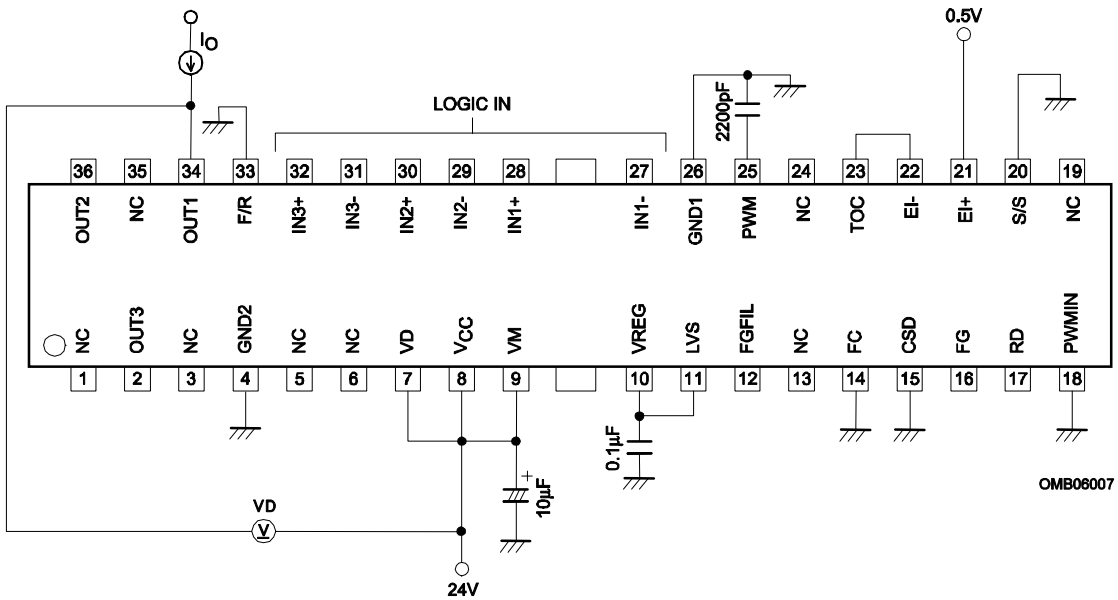 0.5V
IO
LOGIC IN
2200pF
36 35 34 33 32 31 30 29 28 27 26 25 24 23 22 21 20 19
OUT2 NC OUT1 F/R IN3+ IN3- IN2+ IN2- IN1+ IN1- GND1 PWM NC TOC EI- EI+ S/S NC
NC OUT3 NC GND2 NC NC VD VCC VM VREG LVS FGFIL NC FC CSD FG RD PWMIN
1 2 3 4 5 6 7 8 9 10 11 12 13 14 15 16 17 18
0.1μF
+
10μF
OMB06007
VD
V
24V